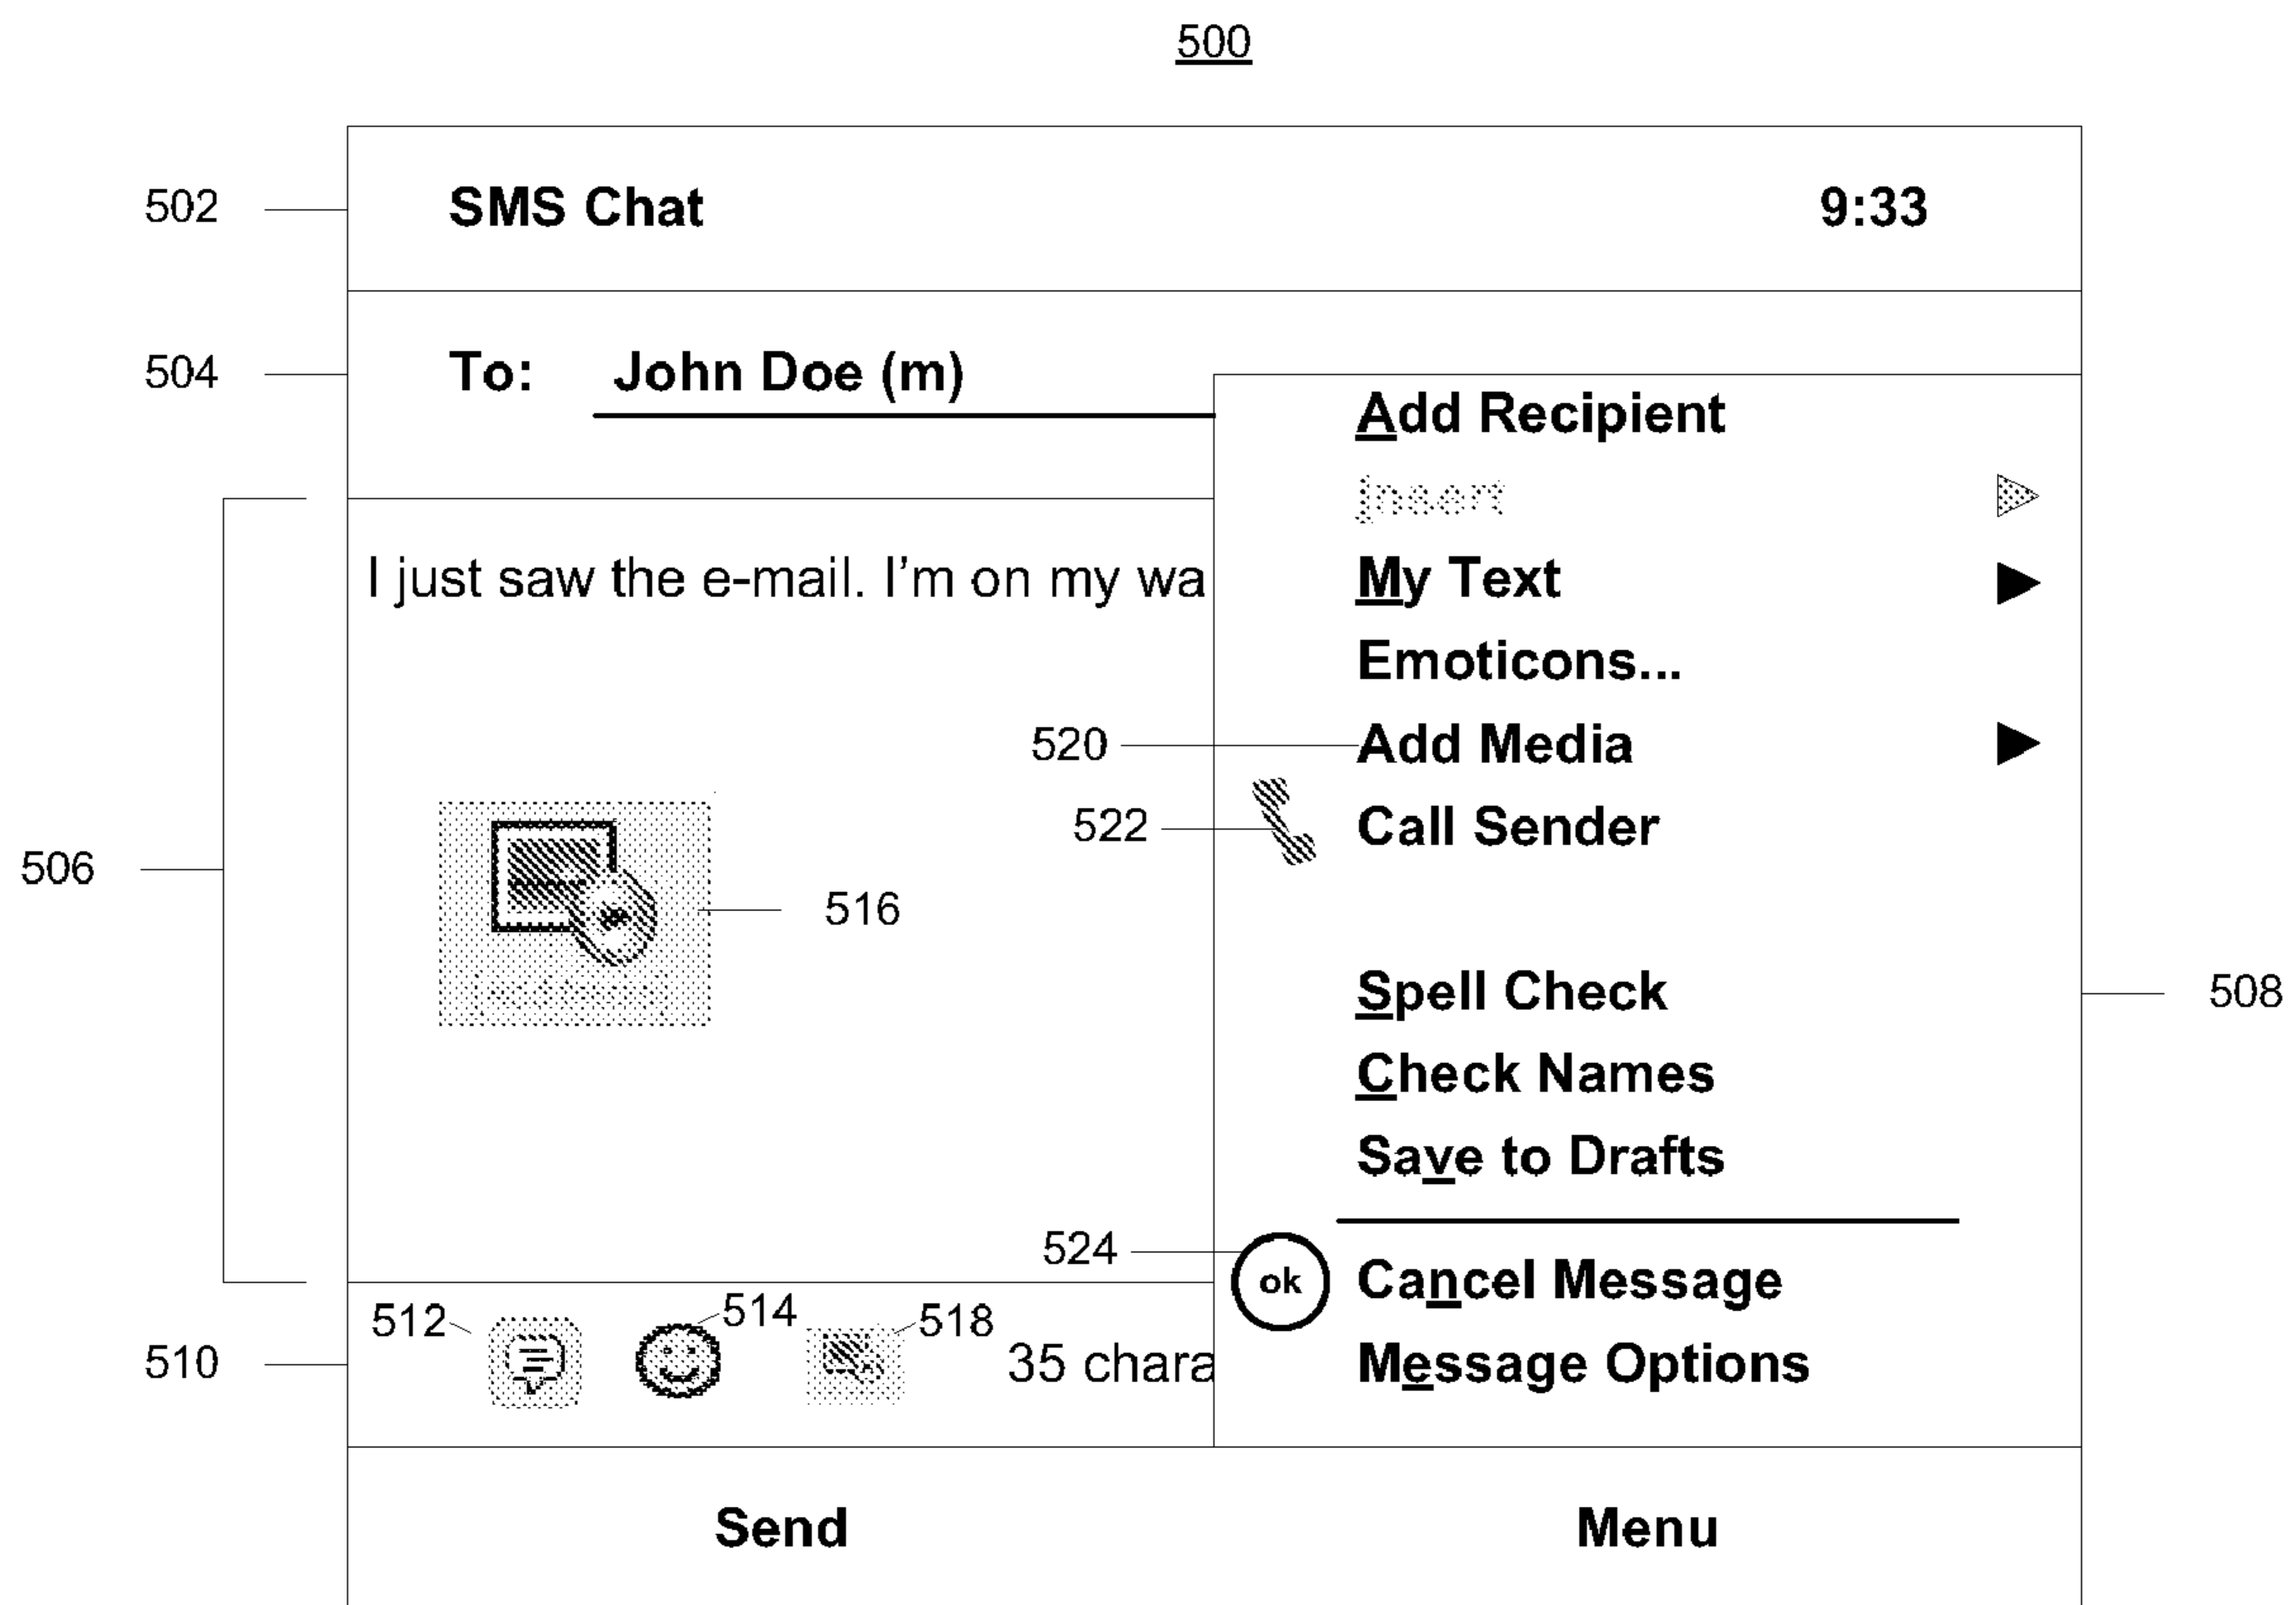 500
502
SMS Chat
9:33
504
To: John Doe (m)
Add Recipient
Insert
I just saw the e-mail. I'm on my wa
My Text
Emoticons...
520
Add Media
522
Call Sender
506
516
Spell Check
508
Check Names
Save to Drafts
524
ok
Cancel Message
512
514
518
510
35 chara
Message Options
Send
Menu